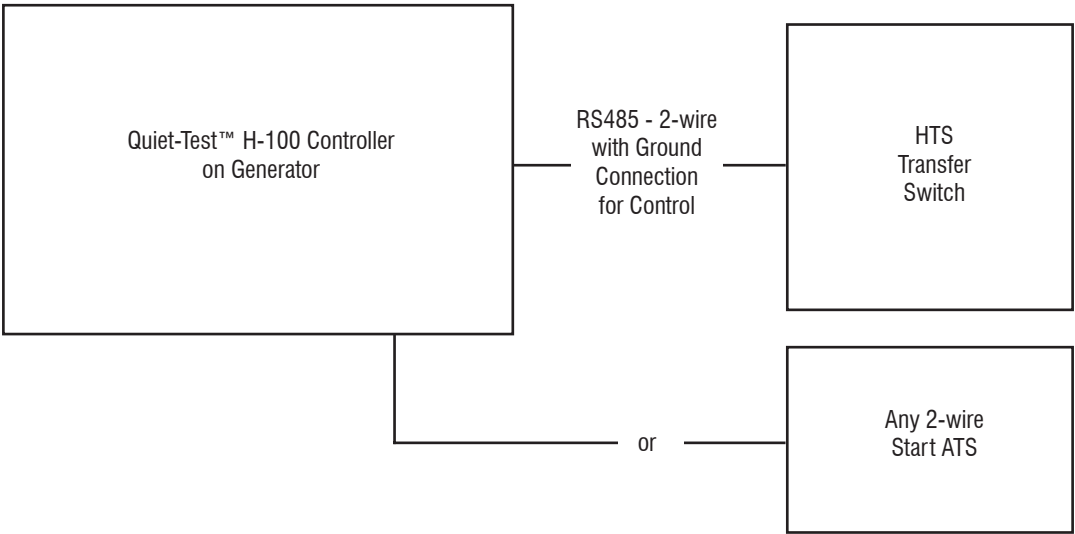 Quiet-Test™ H-100 Controller
on Generator
RS485 - 2-wire
with Ground
Connection
for Control
HTS
Transfer
Switch
or
Any 2-wire
Start ATS